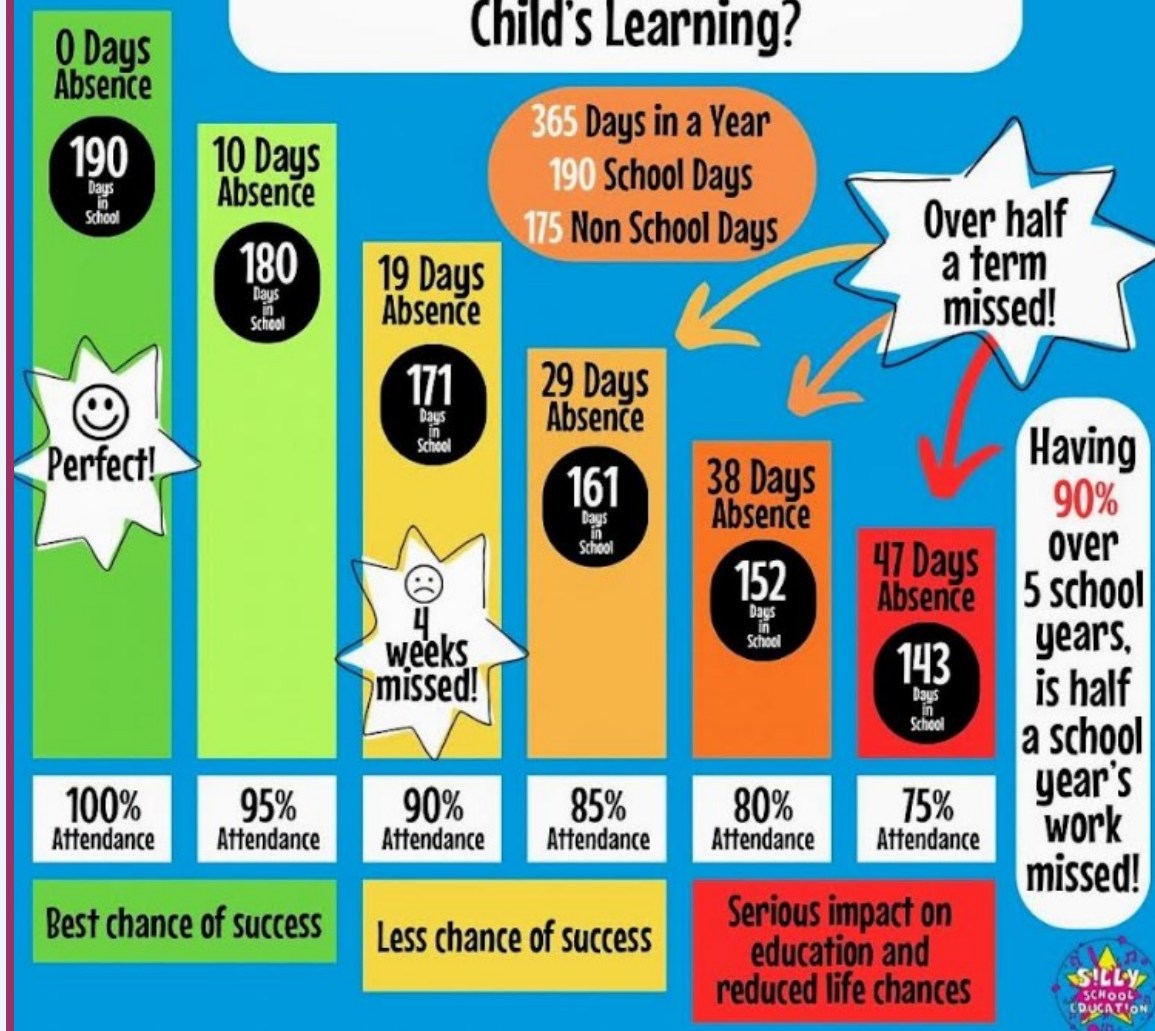 Child's Learning?
0 Days
Absence
190
Days
in
School
Perfect!
10 Days
Absence
180
Days
in
School
19 Days
Absence
171
Days
in
School
4
weeks
missed!
365 Days in a Year
190 School Days
175 Non School Days
29 Days
Absence
161
Days
in
School
Over half
a term
missed!
38 Days
Absence
152
Days
in
School
47 Days
Absence
143
Days
in
School
Having
90%
over
5 school
years,
is half
a school
year's
work
missed!
100%
Attendance
95%
Attendance
90%
Attendance
85%
Attendance
80%
Attendance
75%
Attendance
Best chance of success
Less chance of success
Serious impact on
education and
reduced life chances
S!LLY
SCHOOL
EDUCATION